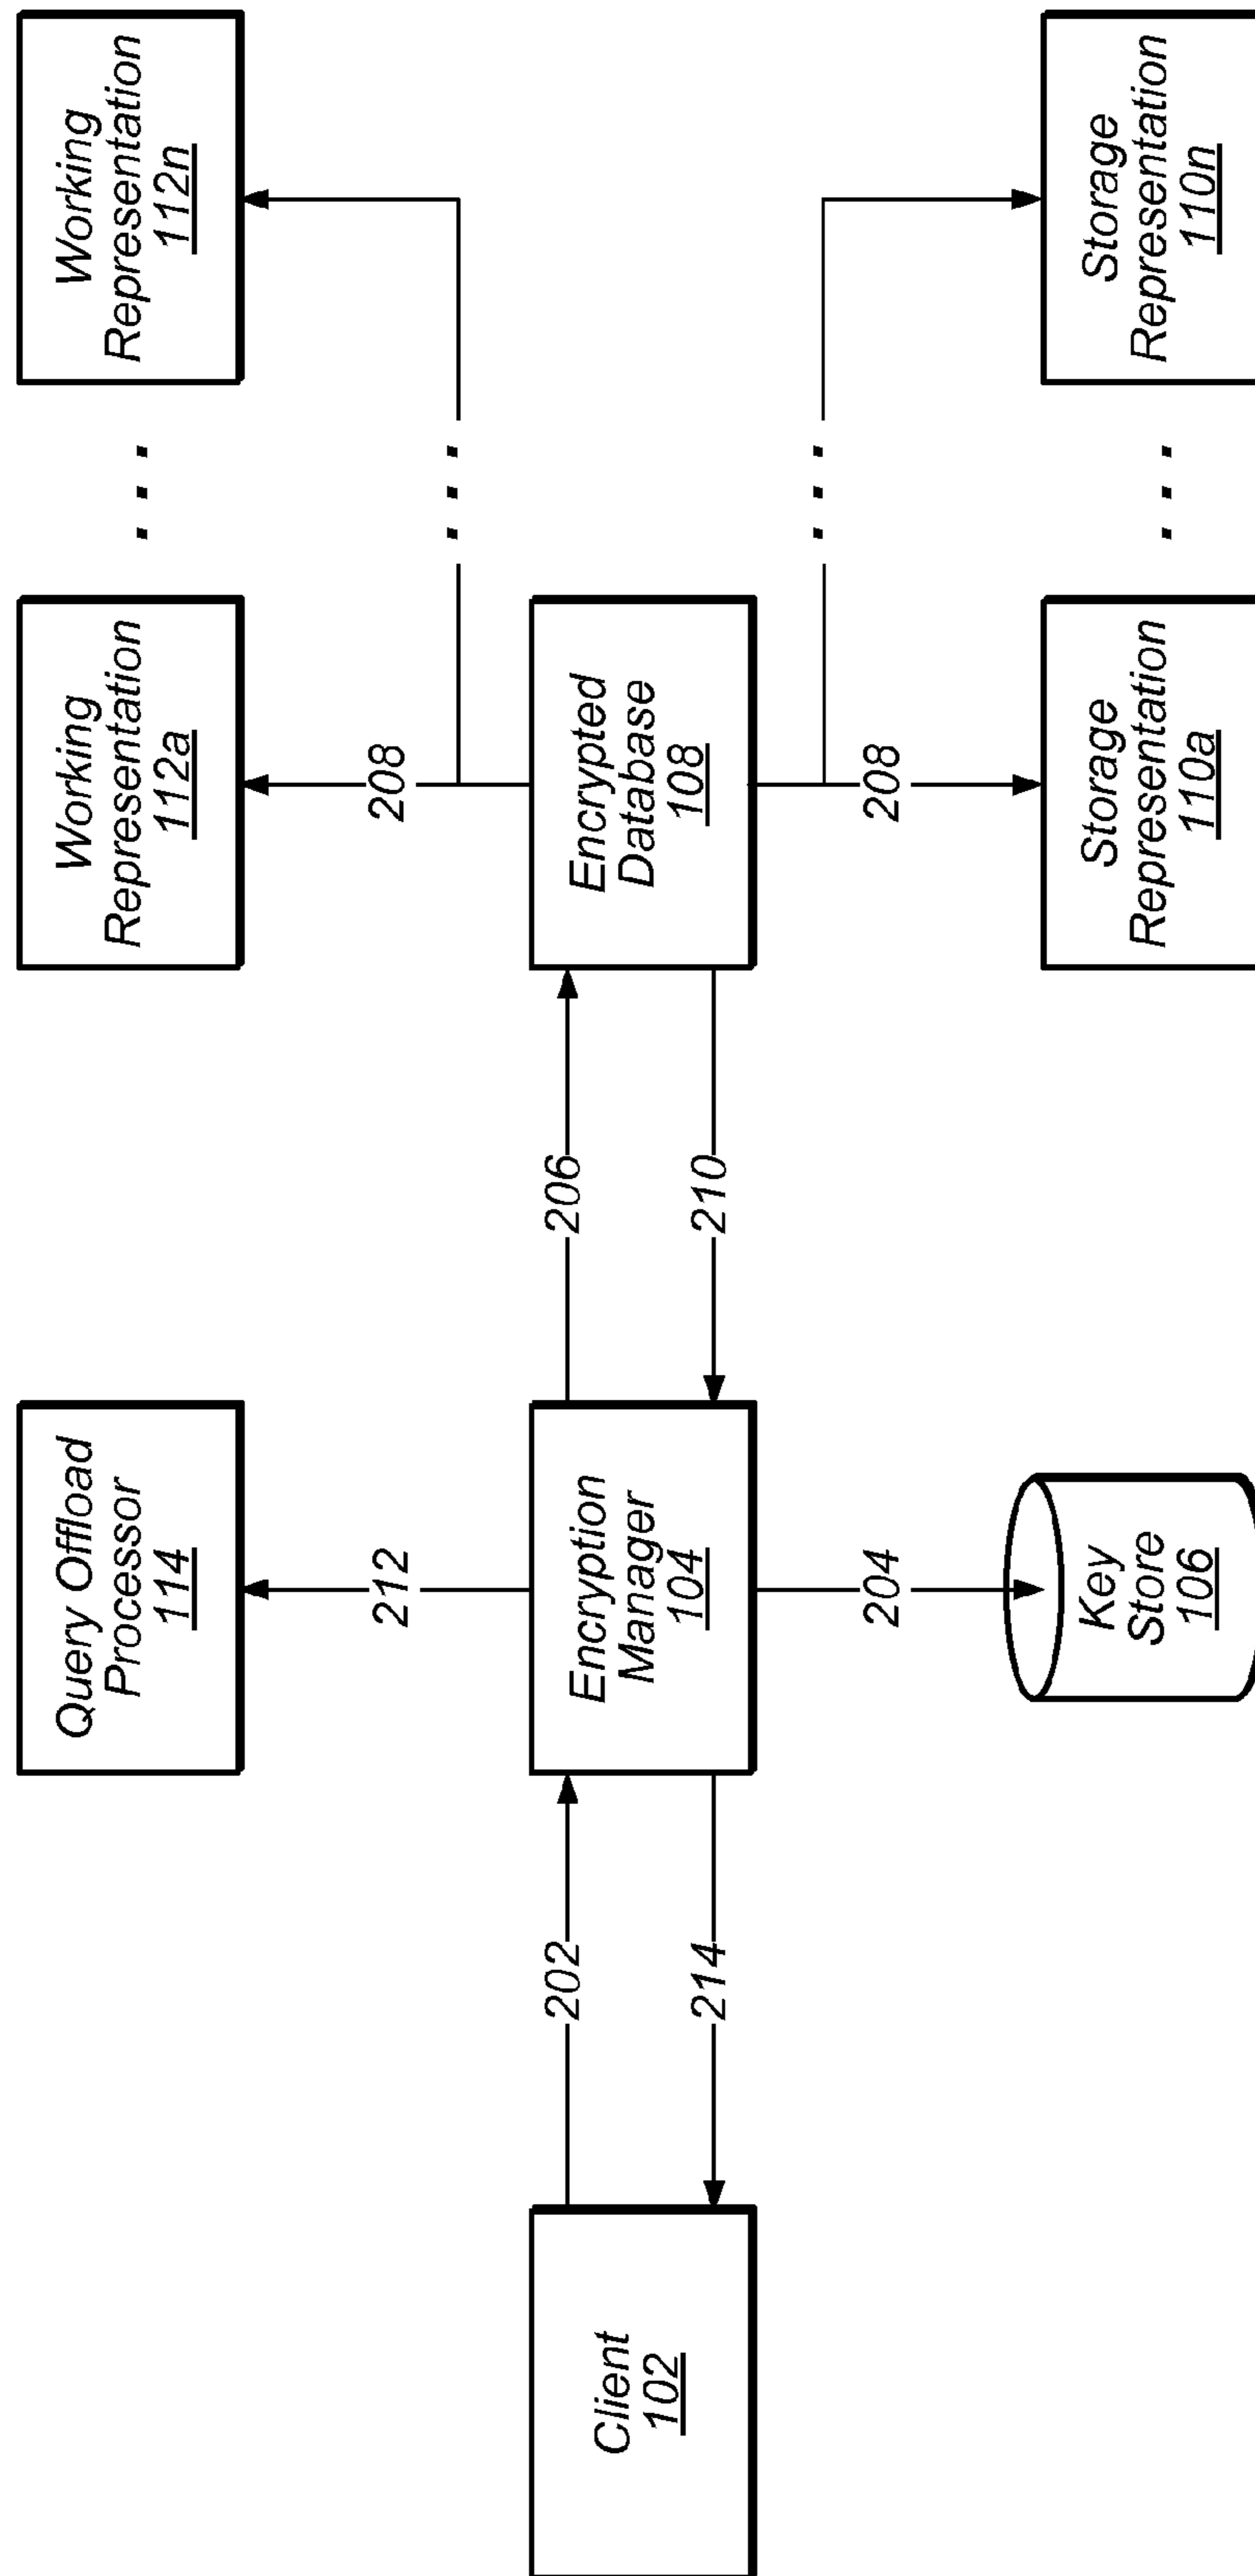 Query Offload
Processor
114
Working
Representation
112a
. . .
Working
Representation
112n
212
208
. . .
Client
102
202
214
Encryption
Manager
104
206
210
Encrypted
Database
108
204
208
. . .
Key
Store
106
Storage
Representation
110a
. . .
Storage
Representation
110n